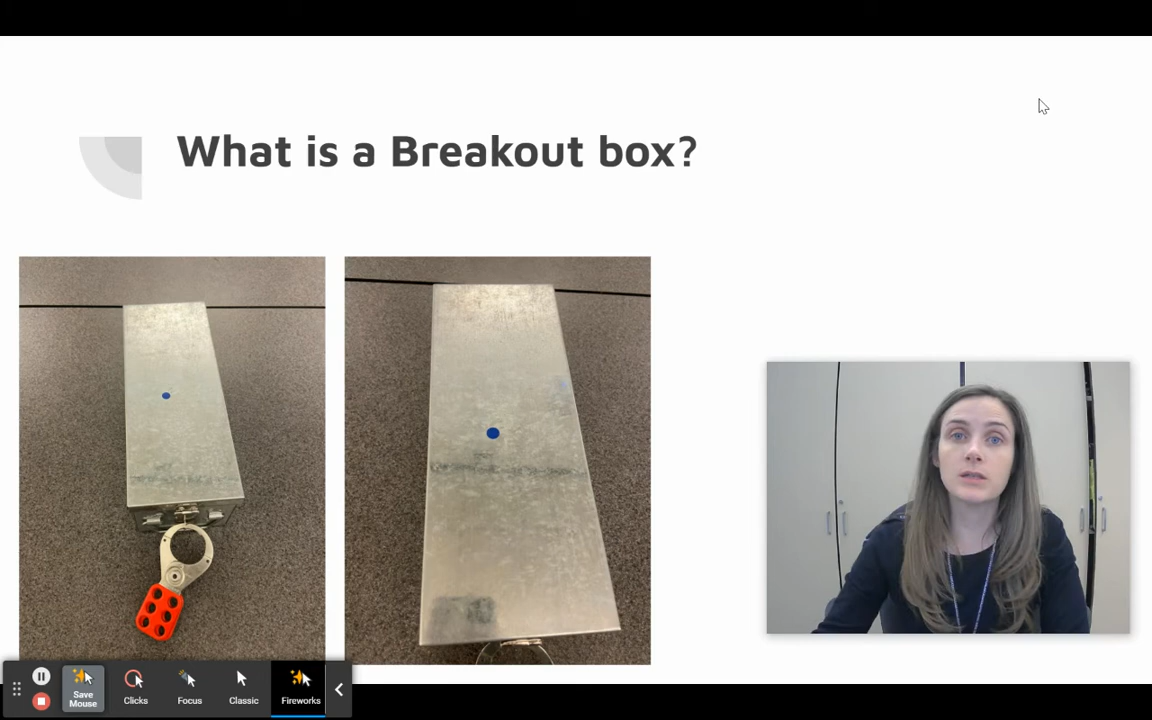 What is a Breakout box?
Save
Mouse
Clicks
Focus
Classic
Fireworks